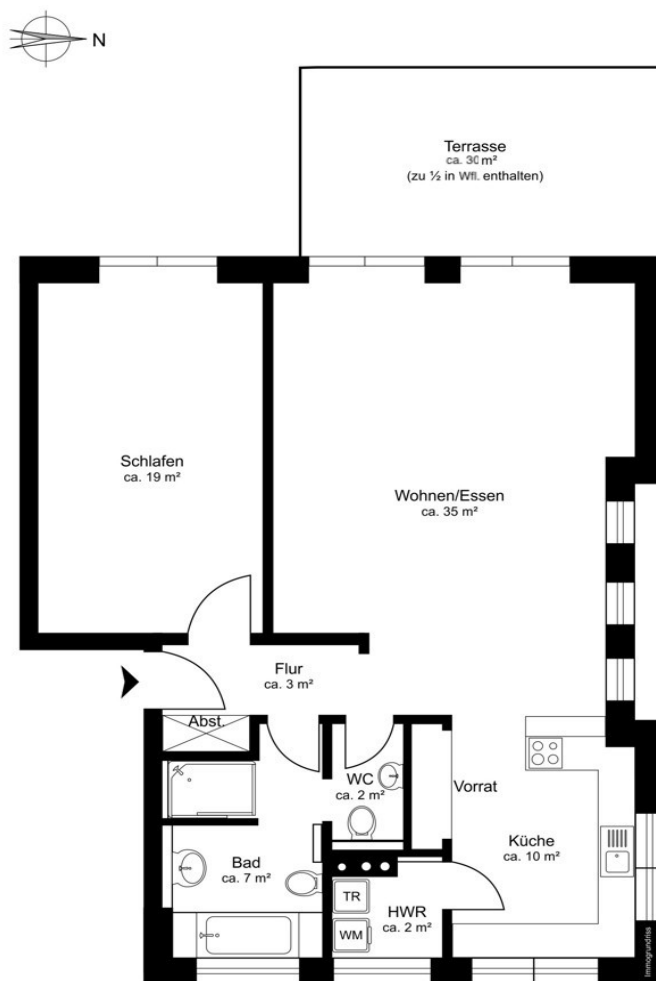 N
Terrasse
ca. 30 m²
(zu ½ in Wfl. enthalten)
Schlafen
ca. 19 m²
Wohnen/Essen
ca. 35 m²
Flur
ca. 3 m²
Abst.
WC
ca. 2 m²
Vorrat
Küche
ca. 10 m²
Bad
ca. 7 m²
TR
WM
HWR
ca. 2 m²
Immogrundriss